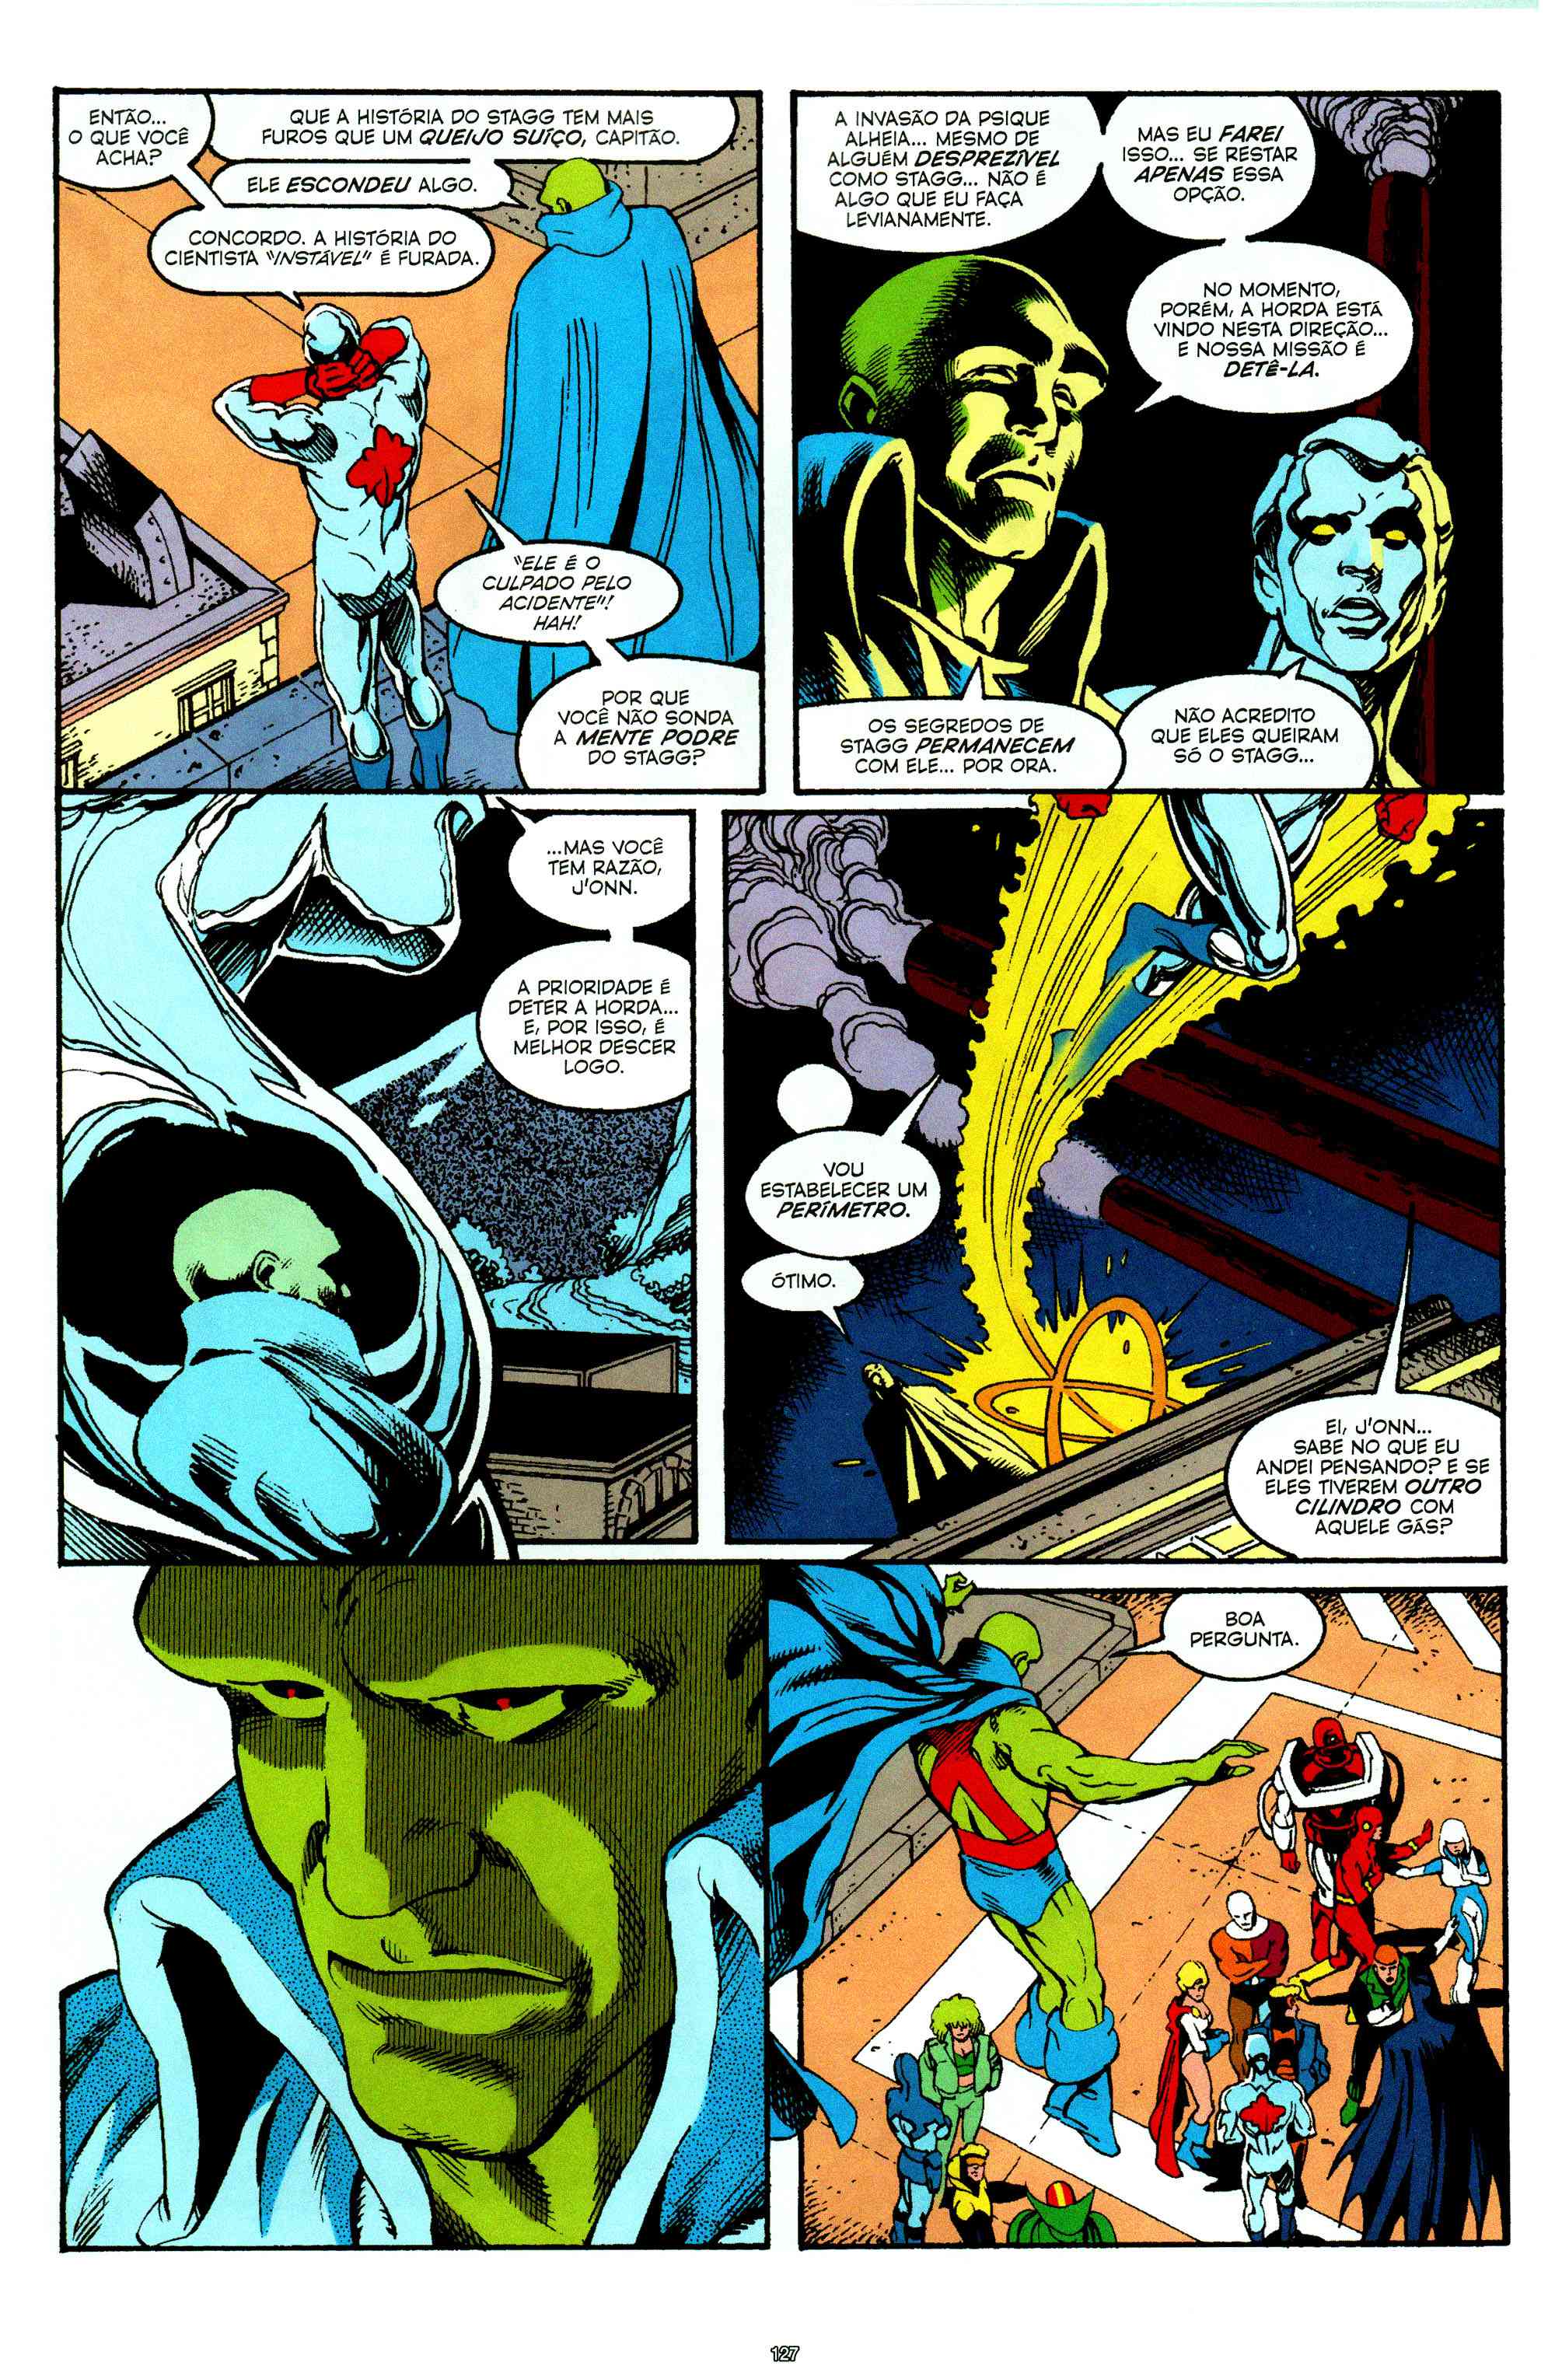 ENTÃO...
O QUE VOCÊ
ACHA?
QUE A HISTÓRIA DO STAGG TEM MAIS
FUROS QUE UM QUEIJO SUÍÇO, CAPITÃO.
ELE ESCONDEU ALGO.
CONCORDO. A HISTÓRIA DO
CIENTISTA "INSTÁVEL" É FURADA.
"ELE É O
CULPADO PELO
ACIDENTE"!
HAH!
POR QUE
VOCÊ NÃO SONDA
A MENTE PODRE
DO STAGG?
A INVASÃO DA PSIQUE
ALHEIA... MESMO DE
ALGUÉM DESPREZÍVEL
COMO STAGG... NÃO É
ALGO QUE EU FAÇA
LEVIANAMENTE.
MAS EU FAREI
ISSO... SE RESTAR
APENAS ESSA
OPÇÃO.
NO MOMENTO,
PORÉM, A HORDA ESTÁ
VINDO NESTA DIREÇÃO...
E NOSSA MISSÃO É
DETÊ-LA.
OS SEGREDOS DE
STAGG PERMANECEM
COM ELE... POR ORA.
NÃO ACREDITO
QUE ELES QUEIRAM
SÓ O STAGG...
...MAS VOCÊ
TEM RAZÃO,
J'ONN.
A PRIORIDADE É
DETER A HORDA...
E, POR ISSO, É
MELHOR DESCER
LOGO.
VOU
ESTABELECER UM
PERÍMETRO.
ÓTIMO.
EI, J'ONN...
SABE NO QUE EU
ANDEI PENSANDO? E SE
ELES TIVEREM OUTRO
CILINDRO COM
AQUELE GÁS?
BOA
PERGUNTA.
127